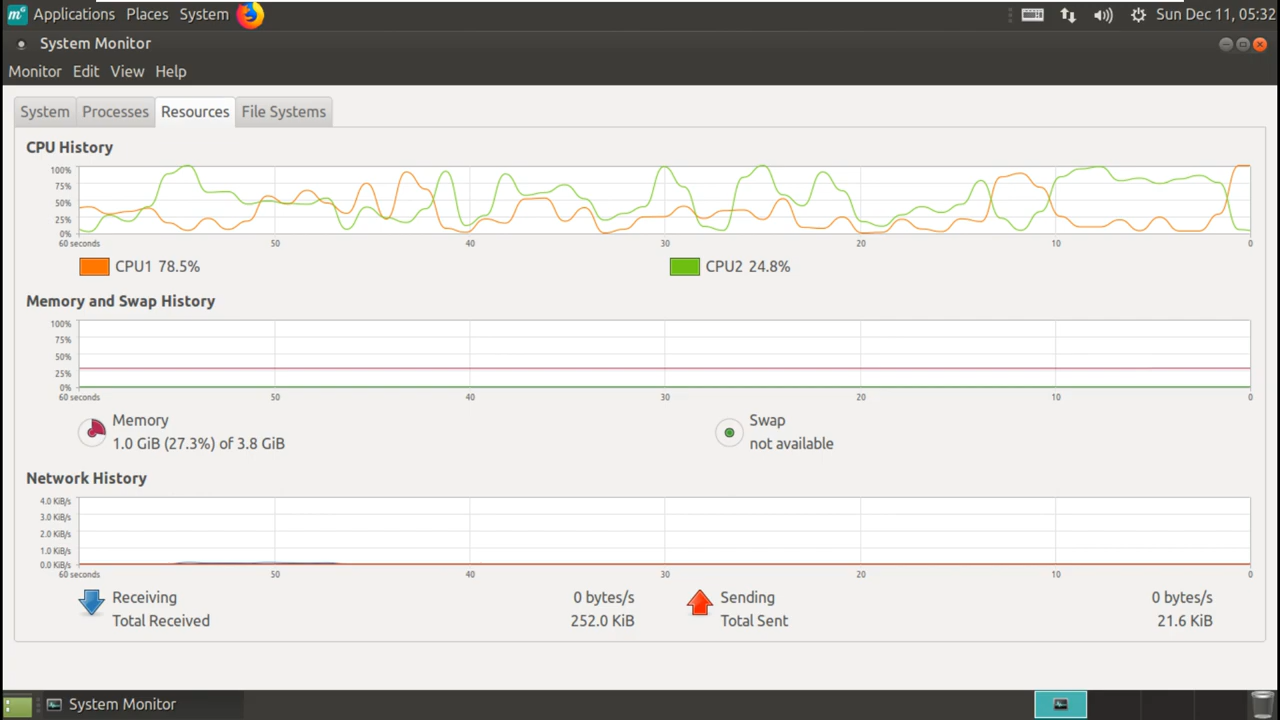 Applications Places System Sun Dec 11, 05:32
System Monitor
Monitor Edit View Help
System Processes Resources File Systems
CPU History
100%
75%
50%
25%
0%
60 seconds 50 40 30 20 10 0
CPU1 78.5% CPU2 24.8%
Memory and Swap History
100%
75%
50%
25%
0%
60 seconds 50 40 30 20 10 0
Memory Swap
1.0 GiB (27.3%) of 3.8 GiB not available
Network History
4.0 KiB/s
3.0 KiB/s
2.0 KiB/s
1.0 KiB/s
0.0 KiB/s
60 seconds 50 40 30 20 10 0
Receiving 0 bytes/s Sending 0 bytes/s
Total Received 252.0 KiB Total Sent 21.6 KiB
System Monitor